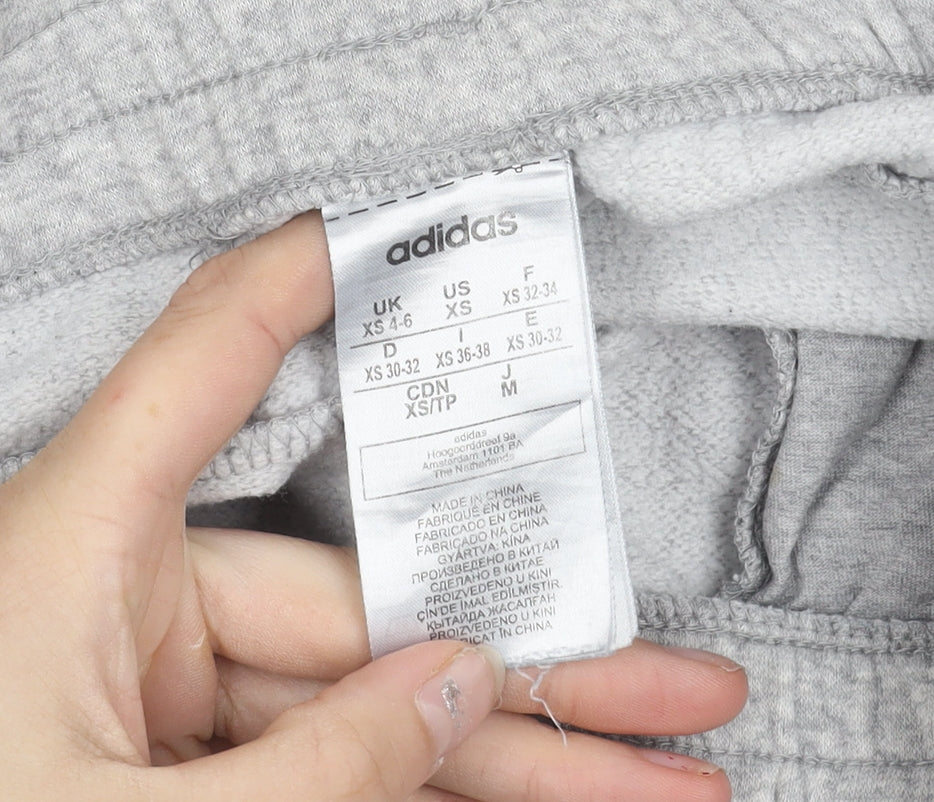 adidas
UK US F
XS 4-6 XS XS 32-34
D I E
XS 30-32 XS 36-38 XS 30-32
CDN J
XS/TP M
adidas
Hoogoorddreef 9a
Amsterdam 1101 BA
The Netherlands
MADE IN CHINA
FABRIQUÉ EN CHINE
FABRICADO EN CHINA
FABRICADO NA CHINA
GYÁRTVA: KÍNA
ПРОИЗВЕДЕНО В КИТАЙ
СДЕЛАНО В КИТАЕ
PROIZVEDENO U KINI
ÇİN'DE İMAL EDİLMİŞTİR.
ҚЫТАЙДА ЖАСАЛҒАН
PROIZVEDENO U KINI
RICAT ÎN CHINA